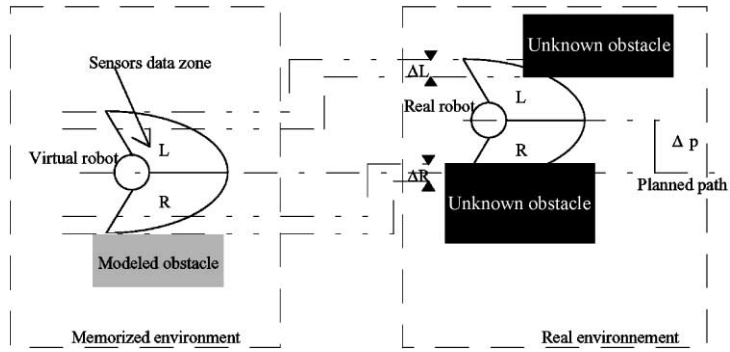 Sensors data zone
Virtual robot
L
R
Modeled obstacle
Memorized environment
Unknown obstacle
ΔL
L
Real robot
R
ΔR
Δ p
Planned path
Unknown obstacle
Real environnement